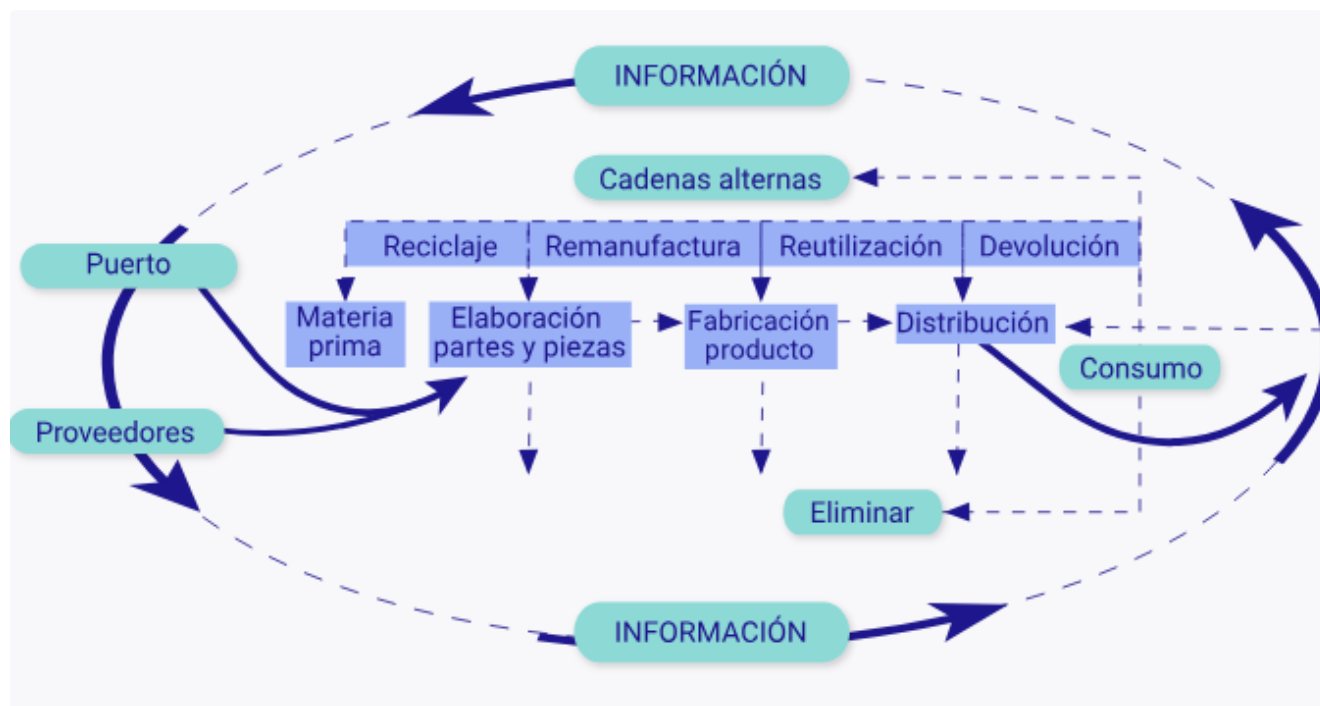 INFORMACIÓN
Cadenas alternas
Reciclaje
Remanufactura
Reutilización
Devolución
Puerto
Materia
prima
Elaboración
partes y piezas
Fabricación
producto
Distribución
Consumo
Proveedores
Eliminar
INFORMACIÓN